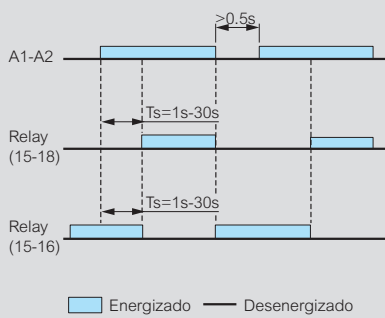 >0.5s
A1-A2
Ts=1s-30s
Relay
(15-18)
Ts=1s-30s
Relay
(15-16)
Energizado
Desenergizado